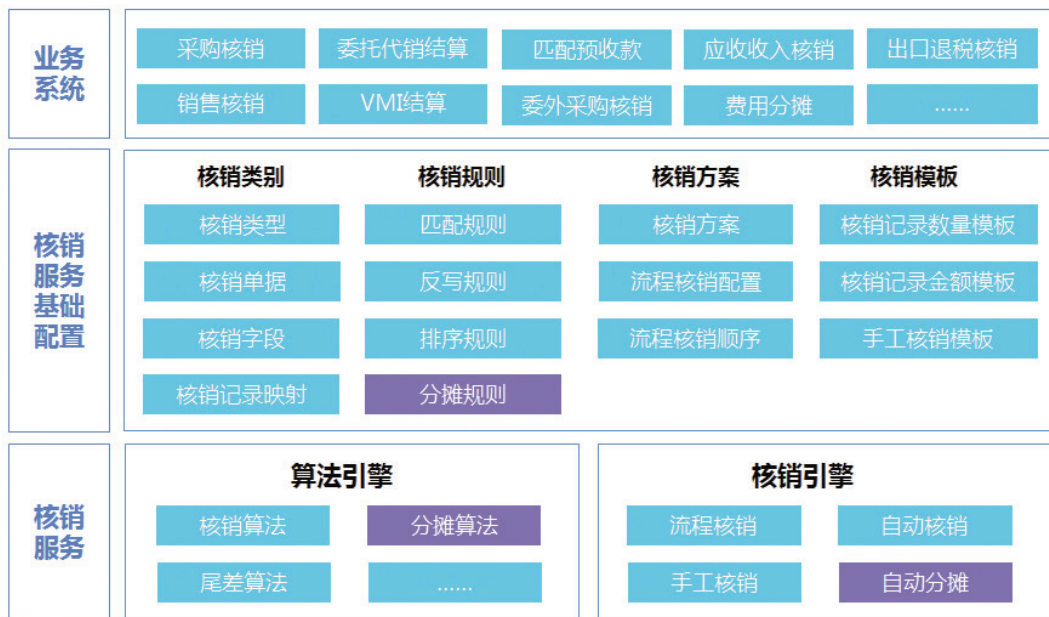 业务
系统
采购核销
委托代销结算
匹配预收款
应收收入核销
出口退税核销
销售核销
VMI结算
委外采购核销
费用分摊
……
核销
服务
基础
配置
核销类别
核销规则
核销方案
核销模板
核销类型
匹配规则
核销方案
核销记录数量模板
核销单据
反写规则
流程核销配置
核销记录金额模板
核销字段
排序规则
流程核销顺序
手工核销模板
核销记录映射
分摊规则
核销
服务
算法引擎
核销算法
分摊算法
尾差算法
……
核销引擎
流程核销
自动核销
手工核销
自动分摊